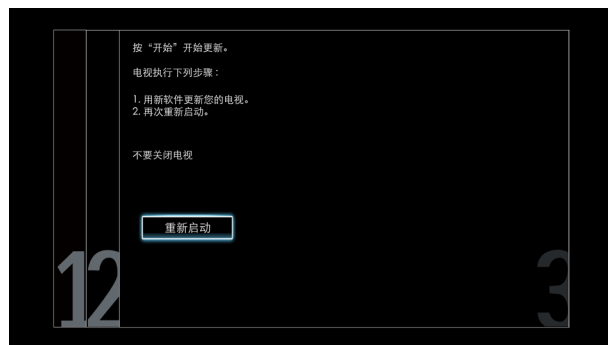 按“开始”开始更新。
电视执行下列步骤：
1. 用新软件更新您的电视。
2. 再次重新启动。
不要关闭电视
重新启动
12
3